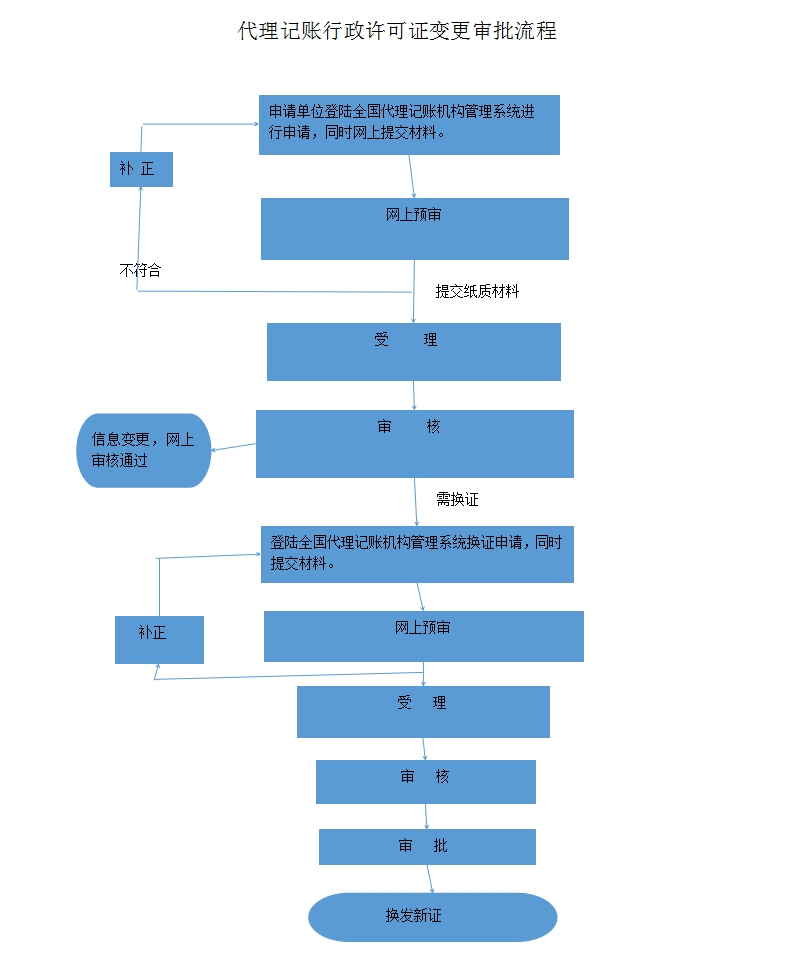 代理记账行政许可证变更审批流程
申请单位登陆全国代理记账机构管理系统进
行申请，同时网上提交材料。
补 正
网上预审
不符合
提交纸质材料
受 理
审 核
信息变更，网上
审核通过
需换证
登陆全国代理记账机构管理系统换证申请，同时
提交材料。
网上预审
补正
受 理
审 核
审 批
换发新证